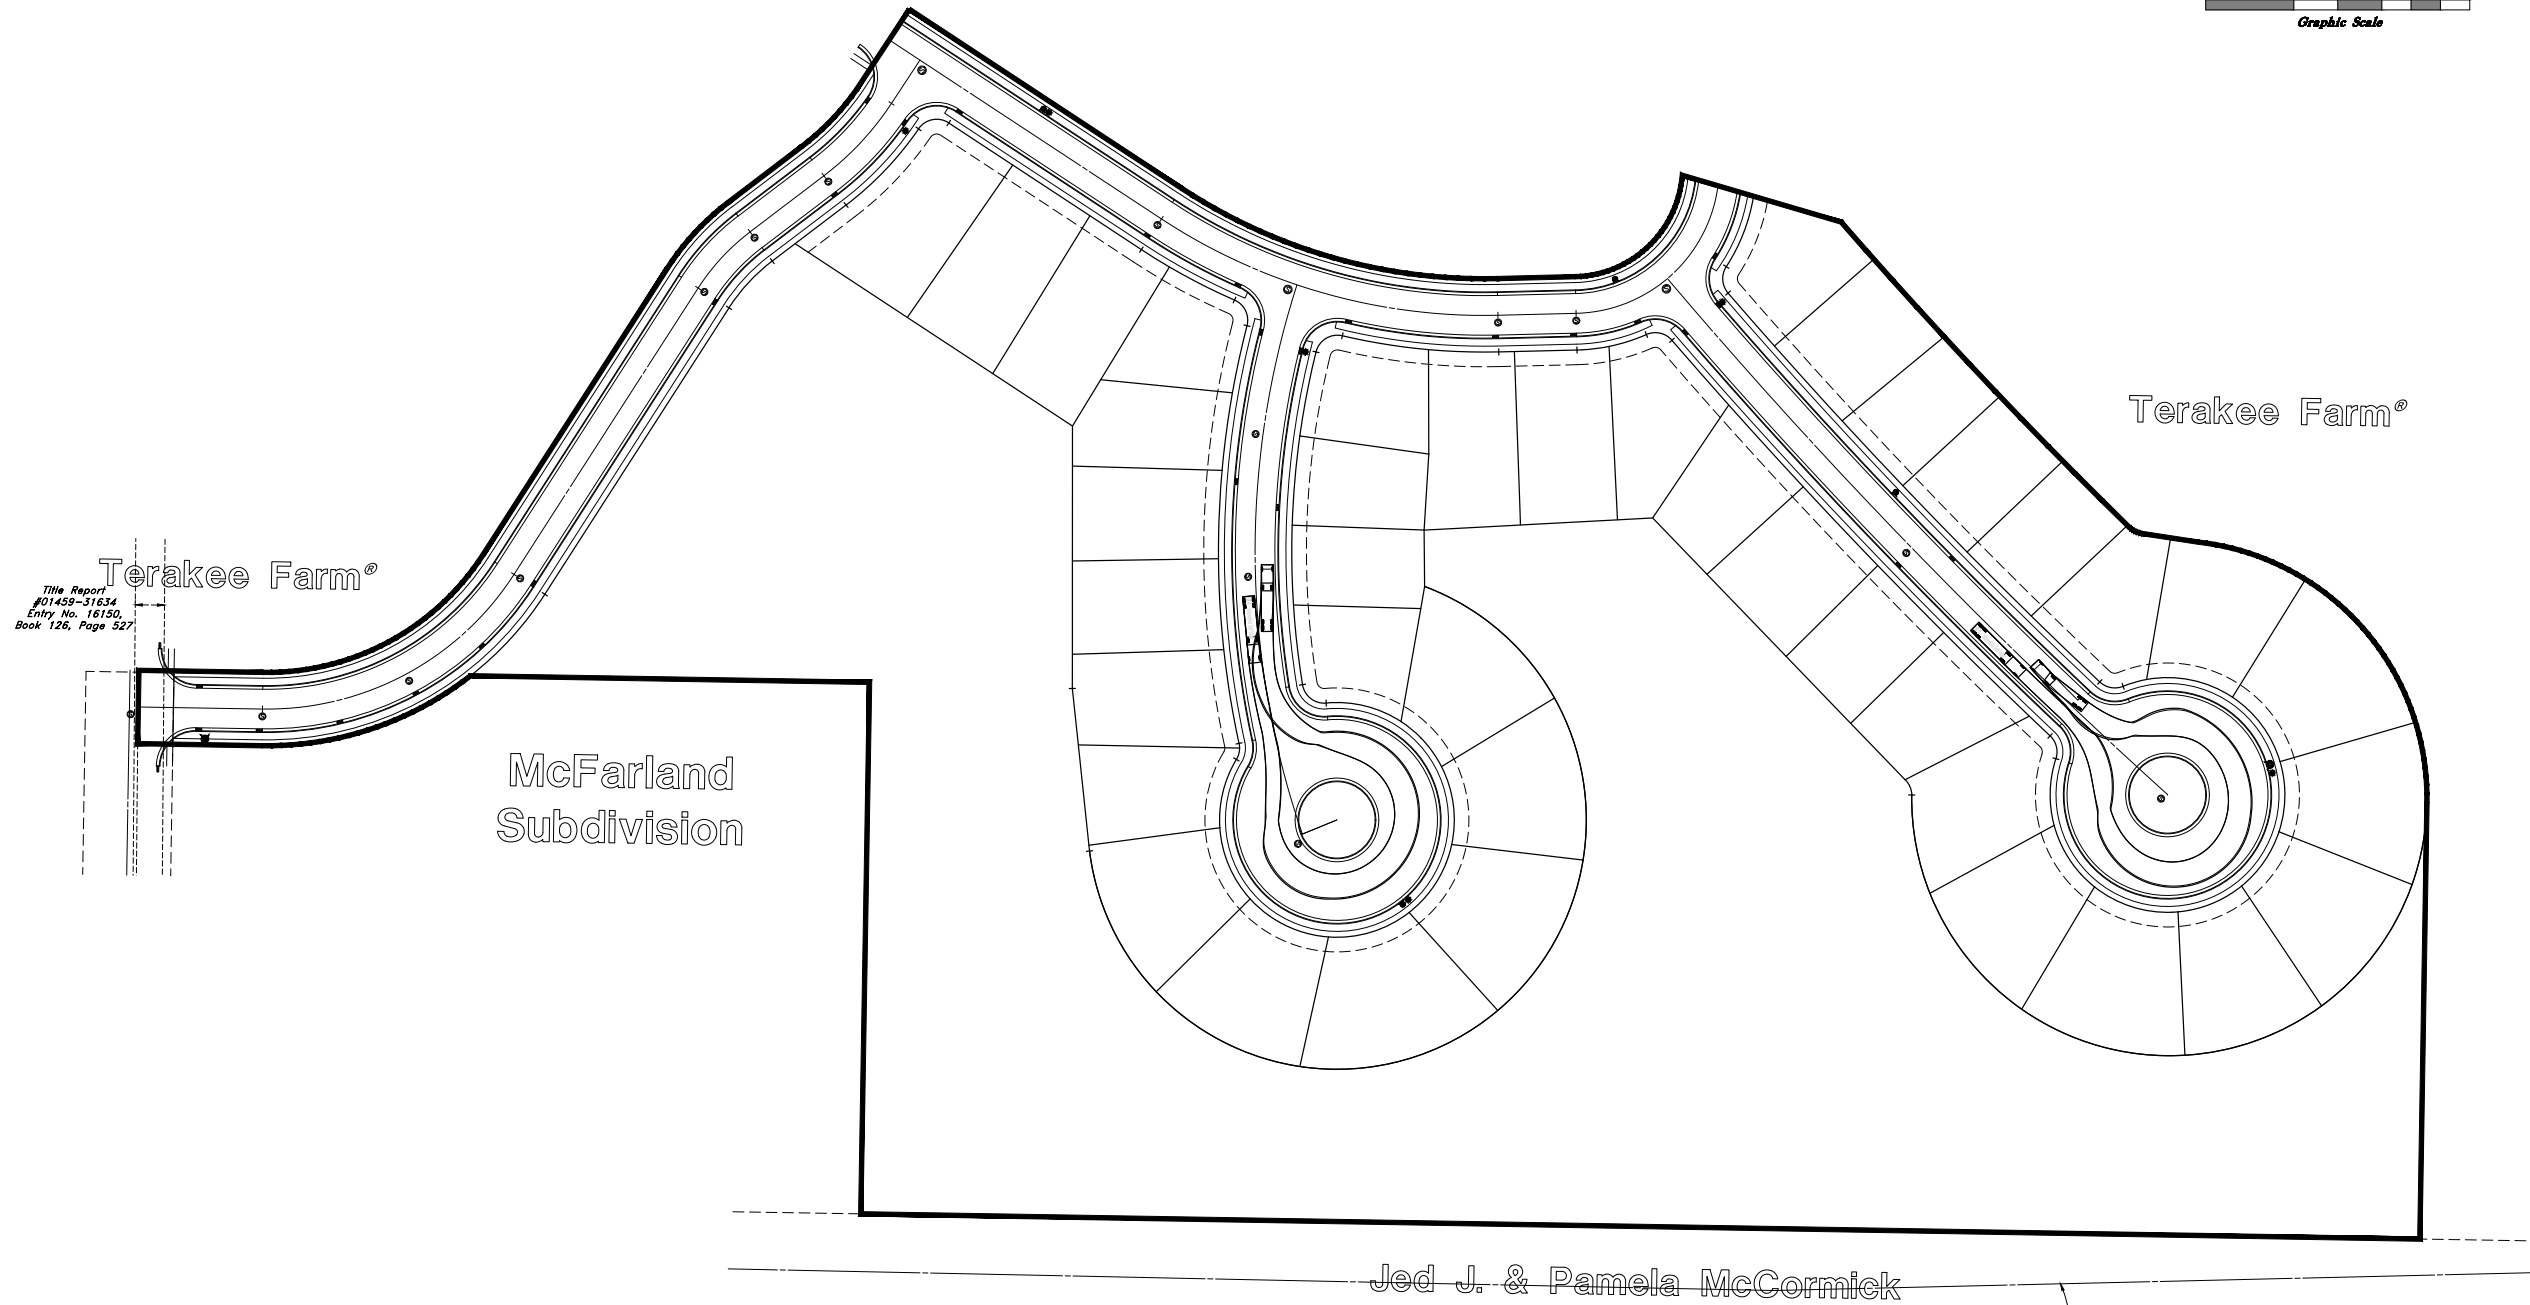 Graphic Scale
Terakee Farm®
Terakee Farm®
Title Report
#01459-31634
Entry No. 16150,
Book 126, Page 527
McFarland
Subdivision
Jed J. & Pamela McCormick